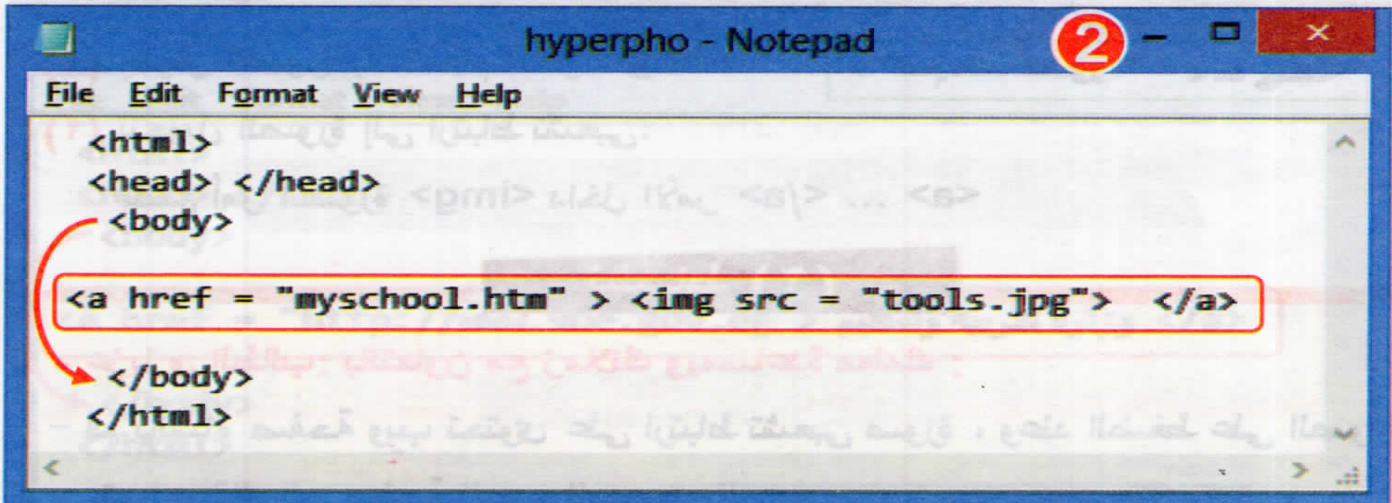 hyperpho - Notepad
2
File Edit Format View Help
<html>
<head> </head>
<body>
<a href = "myschool.htm" > <img src = "tools.jpg"> </a>
</body>
</html>